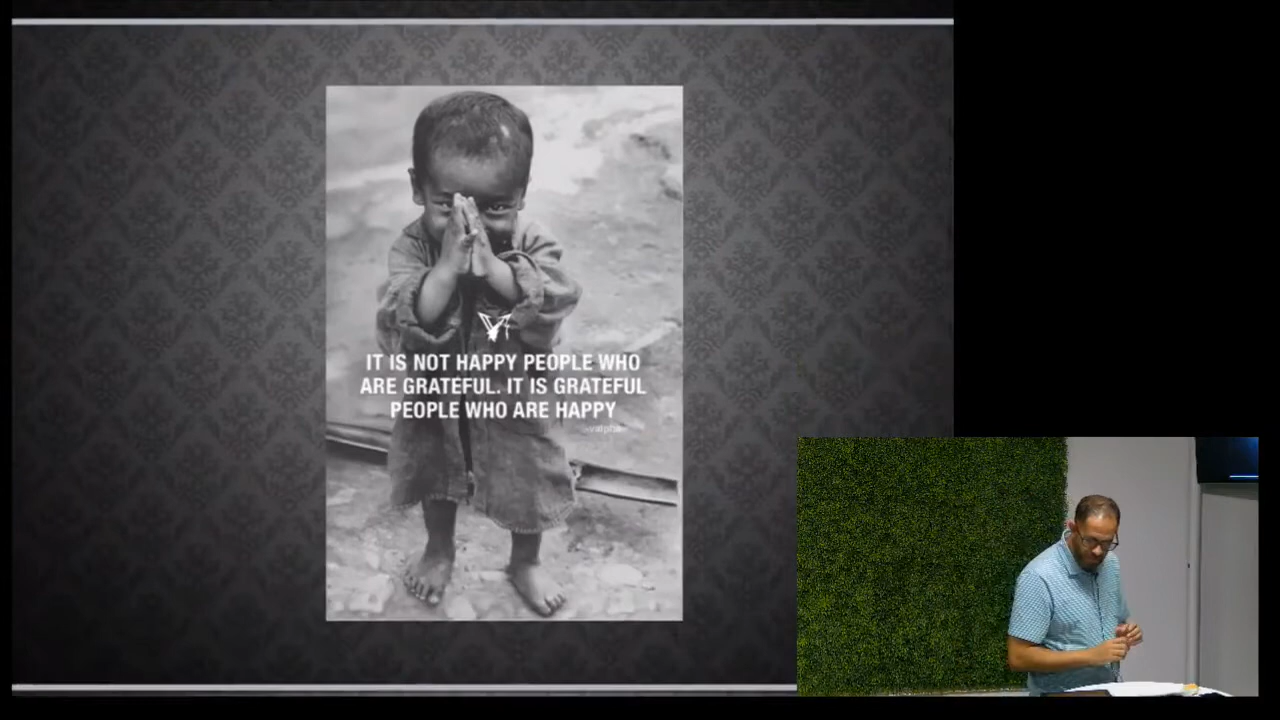 IT IS NOT HAPPY PEOPLE WHO
ARE GRATEFUL. IT IS GRATEFUL
PEOPLE WHO ARE HAPPY